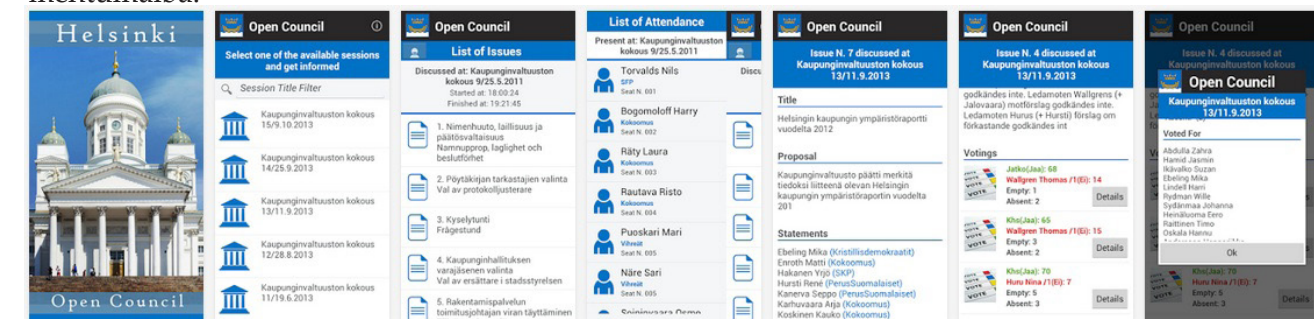 Helsinki
Open Council
Open Council
Select one of the available sessions
and get informed
Session Title Filter
Kaupunginvaltuuston kokous
15/9.10.2013
Kaupunginvaltuuston kokous
14/25.9.2013
Kaupunginvaltuuston kokous
13/11.9.2013
Kaupunginvaltuuston kokous
12/28.8.2013
Kaupunginvaltuuston kokous
11/19.6.2013
Open Council
List of Issues
Discussed at: Kaupunginvaltuuston
kokous 9/25.5.2011
Started at: 18:00:24
Finished at: 19:21:45
1. Nimenhuuto, laillisuus ja
päätösvaltaisuus
Namnupprop, laglighet och
beslutförhet
2. Pöytäkirjan tarkastajien valinta
Val av protokolljusterare
3. Kyselytunti
Frågestund
4. Kaupunginhallituksen
varajäsenen valinta
Val av ersättare i stadsstyrelsen
5. Rakentamispalvelun
toimitusjohtajan viran täyttäminen
List of Attendance
Present at: Kaupunginvaltuuston
kokous 9/25.5.2011
Discu
Torvalds Nils
SFP
Seat N. 001
Bogomoloff Harry
Kokoomus
Seat N. 002
Räty Laura
Kokoomus
Seat N. 003
Rautava Risto
Kokoomus
Seat N. 004
Puoskari Mari
Vihreät
Seat N. 005
Näre Sari
Vihreät
Seat N. 005
Soininvaara Osmo
Open Council
Issue N. 7 discussed at
Kaupunginvaltuuston kokous
13/11.9.2013
Title
Helsingin kaupungin ympäristöraportti
vuodelta 2012
Proposal
Kaupunginvaltuusto päätti merkitä
tiedoksi liitteenä olevan Helsingin
kaupungin ympäristöraportin vuodelta
201
Statements
Ebeling Mika (Kristillisdemokraatit)
Enroth Matti (Kokoomus)
Hakanen Yrjö (SKP)
Hursti René (PerusSuomalaiset)
Kanerva Seppo (PerusSuomalaiset)
Karhuvaara Arja (Kokoomus)
Koskinen Kauko (Kokoomus)
Open Council
Issue N. 4 discussed at
Kaupunginvaltuuston kokous
13/11.9.2013
godkändes inte. Ledamoten Wallgrens (+
Jalovaara) motförslag godkändes inte.
Ledamoten Hurus (+ Hursti) förslag om
förkastande godkändes int
Votings
Jatko(Jaa): 68
Wallgren Thomas /1(Ei): 14
Empty: 1
Absent: 2
Details
Khs(Jaa): 65
Wallgren Thomas /1(Ei): 15
Empty: 3
Absent: 2
Details
Khs(Jaa): 70
Huru Nina /1(Ei): 7
Empty: 5
Absent: 3
Details
Open Council
Issue N. 4 discussed at
Kaupunginvaltuuston kokous
Open Council
Kaupunginvaltuuston kokous
13/11.9.2013
Voted For
Abdulla Zahra
Hamid Jasmin
Ikävalko Suzan
Ebeling Mika
Lindell Harri
Rydman Wille
Sydänmaa Johanna
Heinäluoma Eero
Raittinen Timo
Oskala Hannu
Ok
Khs(Jaa): 70
Huru Nina /1(Ei): 7
Empty: 5
Absent: 3
Details